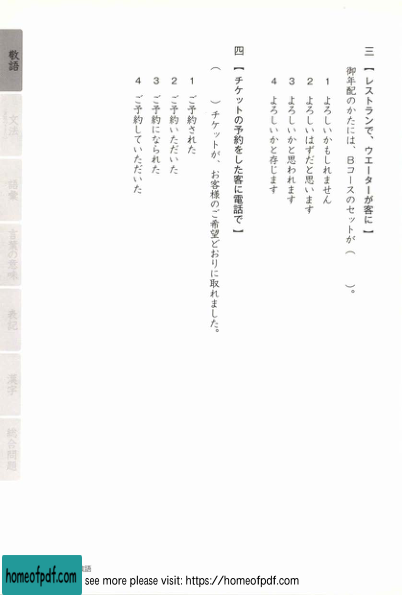 三 【レストランで、ウエーターが客に】
御年配のかたには、Bコースのセットが（　　）。
1 よろしいかもしれません
2 よろしいはずだと思います
3 よろしいかと思われます
4 よろしいかと存じます
四 【チケットの予約をした客に電話で】
（　　）チケットが、お客様のご希望どおりに取れました。
1 ご予約された
2 ご予約いただいた
3 ご予約になられた
4 ご予約していただいた
敬語
文法
語彙
言葉の意味
表記
漢字
総合問題
homeofpdf.com
see more please visit: https://homeofpdf.com